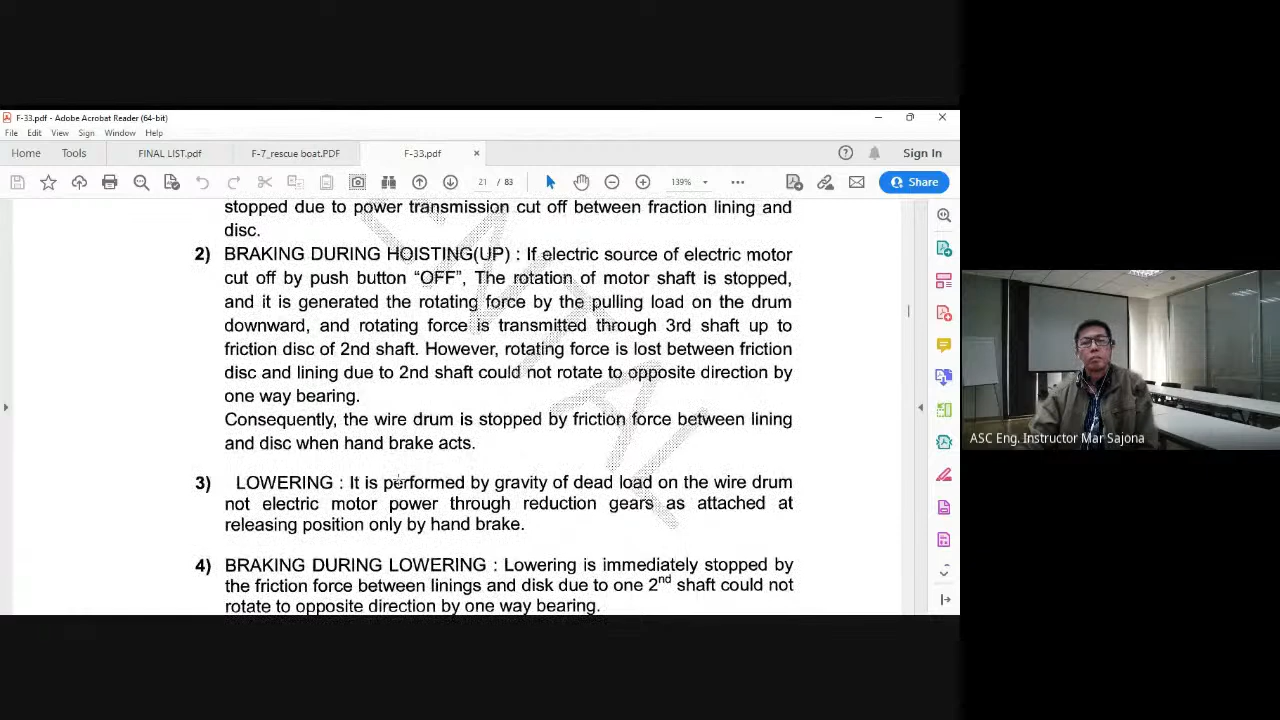 F-33.pdf - Adobe Acrobat Reader (64-bit)
File Edit View Sign Window Help
Home Tools FINAL LIST.pdf F-7_rescue boat.PDF F-33.pdf × Sign In
21 / 83 139% Share
stopped due to power transmission cut off between fraction lining and
disc.
2) BRAKING DURING HOISTING(UP) : If electric source of electric motor
cut off by push button “OFF”, The rotation of motor shaft is stopped,
and it is generated the rotating force by the pulling load on the drum
downward, and rotating force is transmitted through 3rd shaft up to
friction disc of 2nd shaft. However, rotating force is lost between friction
disc and lining due to 2nd shaft could not rotate to opposite direction by
one way bearing.
Consequently, the wire drum is stopped by friction force between lining
and disc when hand brake acts.
3) LOWERING : It is performed by gravity of dead load on the wire drum
not electric motor power through reduction gears as attached at
releasing position only by hand brake.
4) BRAKING DURING LOWERING : Lowering is immediately stopped by
the friction force between linings and disk due to one 2nd shaft could not
rotate to opposite direction by one way bearing.
ASC Eng. Instructor Mar Sajona